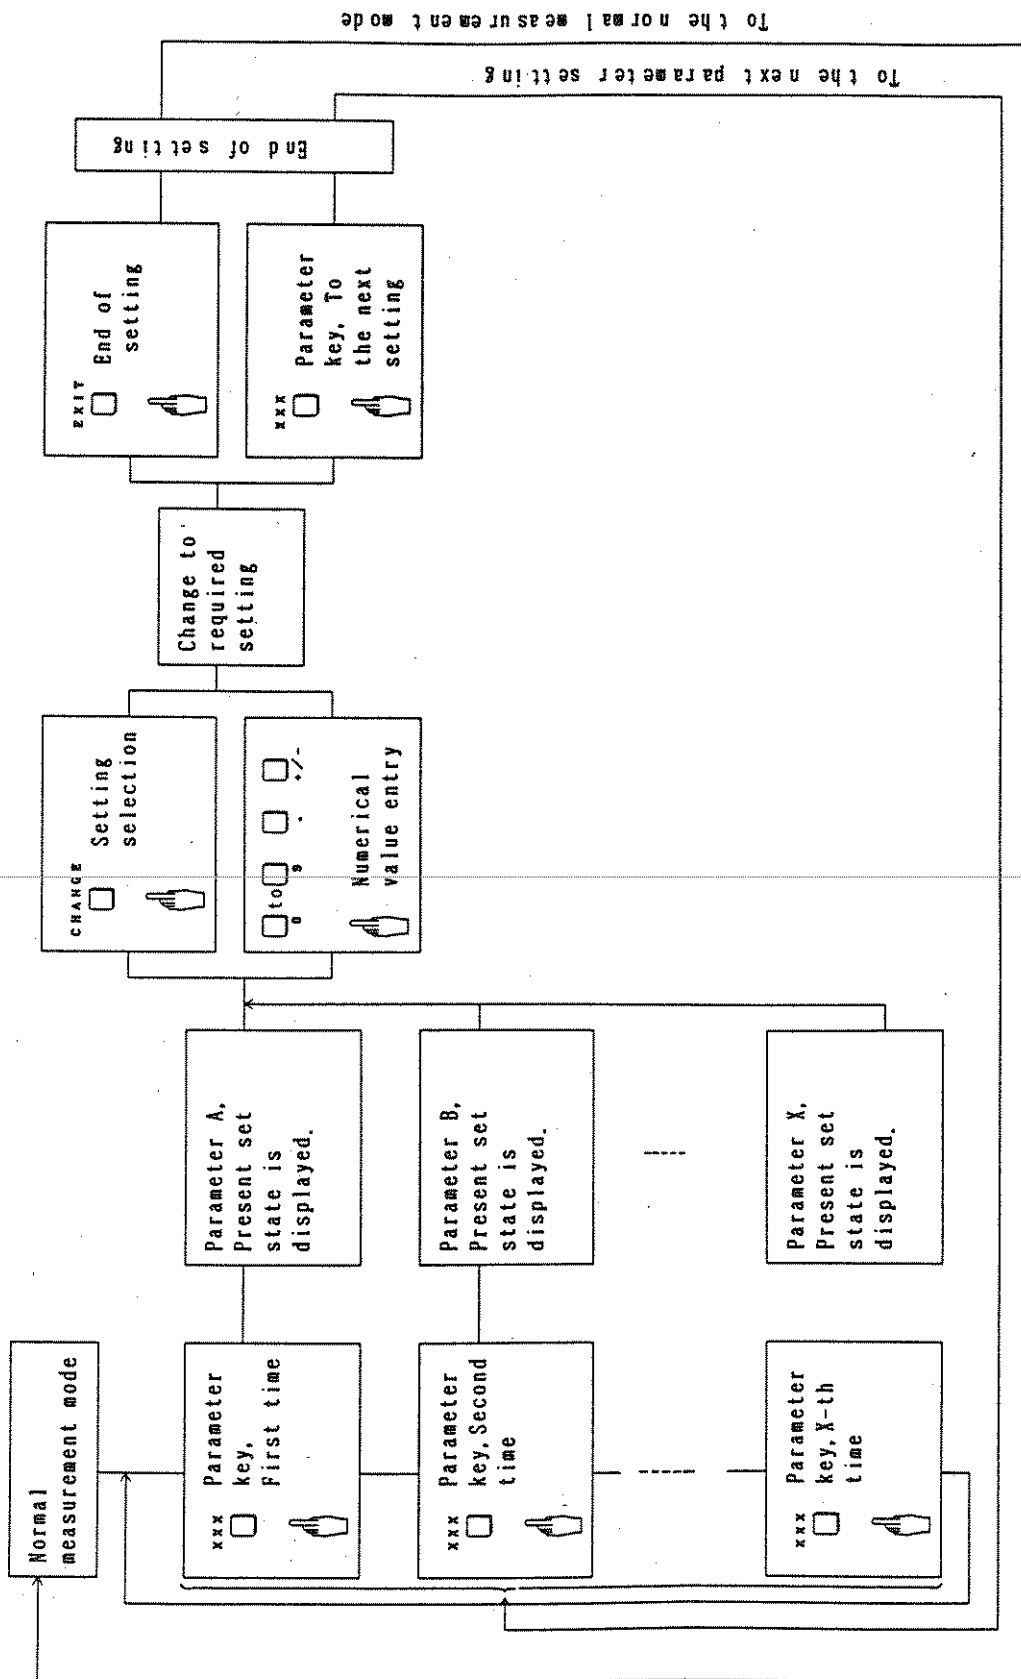 Normal
measurement mode
xxx
Parameter
key,
First time
xxx
Parameter
key, Second
time
-----
xxx
Parameter
key, X-th
time
Parameter A,
Present set
state is
displayed.
Parameter B,
Present set
state is
displayed.
-----
Parameter X,
Present set
state is
displayed.
CHANGE
Setting
selection
0 to 9 . +/-
Numerical
value entry
Change to
required
setting
EXIT
End of
setting
xxx
Parameter
key, To
the next
setting
End of setting
To the next parameter setting
To the normal measurement mode